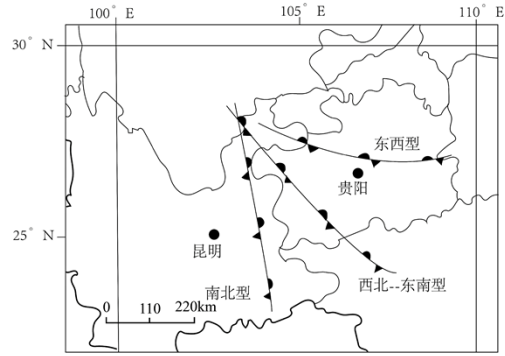 100° E
105° E
110° E
30° N
东西型
贵阳
25° N
昆明
南北型
西北--东南型
0 110 220km